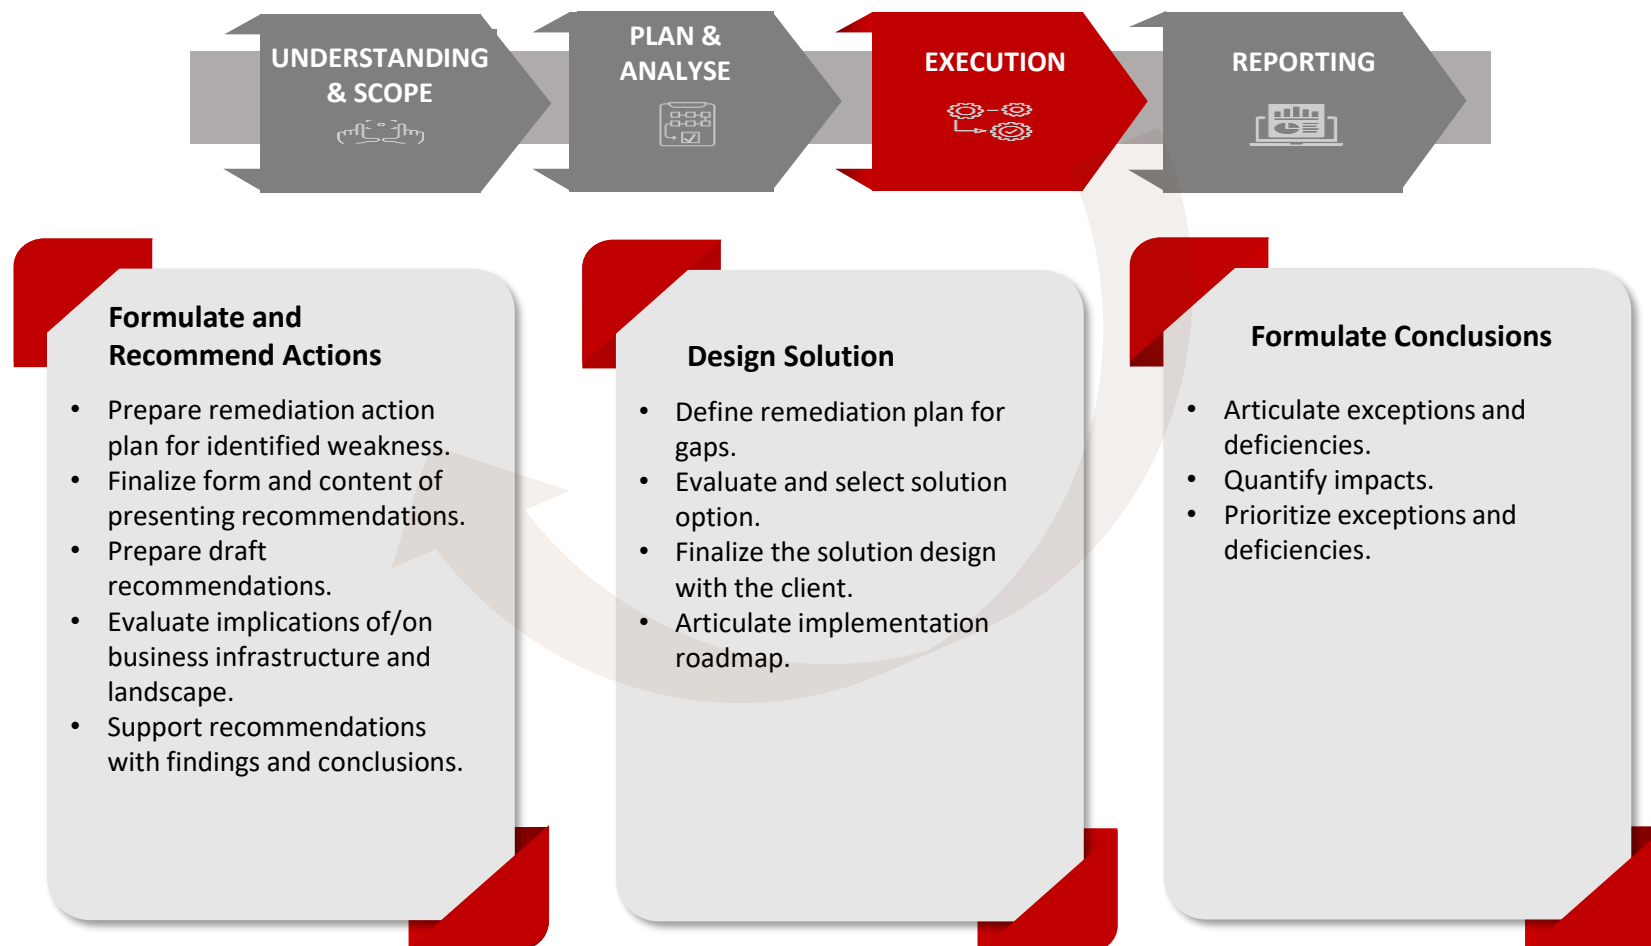 UNDERSTANDING
& SCOPE
PLAN &
ANALYSE
EXECUTION
REPORTING
Formulate and
Recommend Actions
• Prepare remediation action
plan for identified weakness.
• Finalize form and content of
presenting recommendations.
• Prepare draft
recommendations.
• Evaluate implications of/on
business infrastructure and
landscape.
• Support recommendations
with findings and conclusions.
Design Solution
• Define remediation plan for
gaps.
• Evaluate and select solution
option.
• Finalize the solution design
with the client.
• Articulate implementation
roadmap.
Formulate Conclusions
• Articulate exceptions and
deficiencies.
• Quantify impacts.
• Prioritize exceptions and
deficiencies.